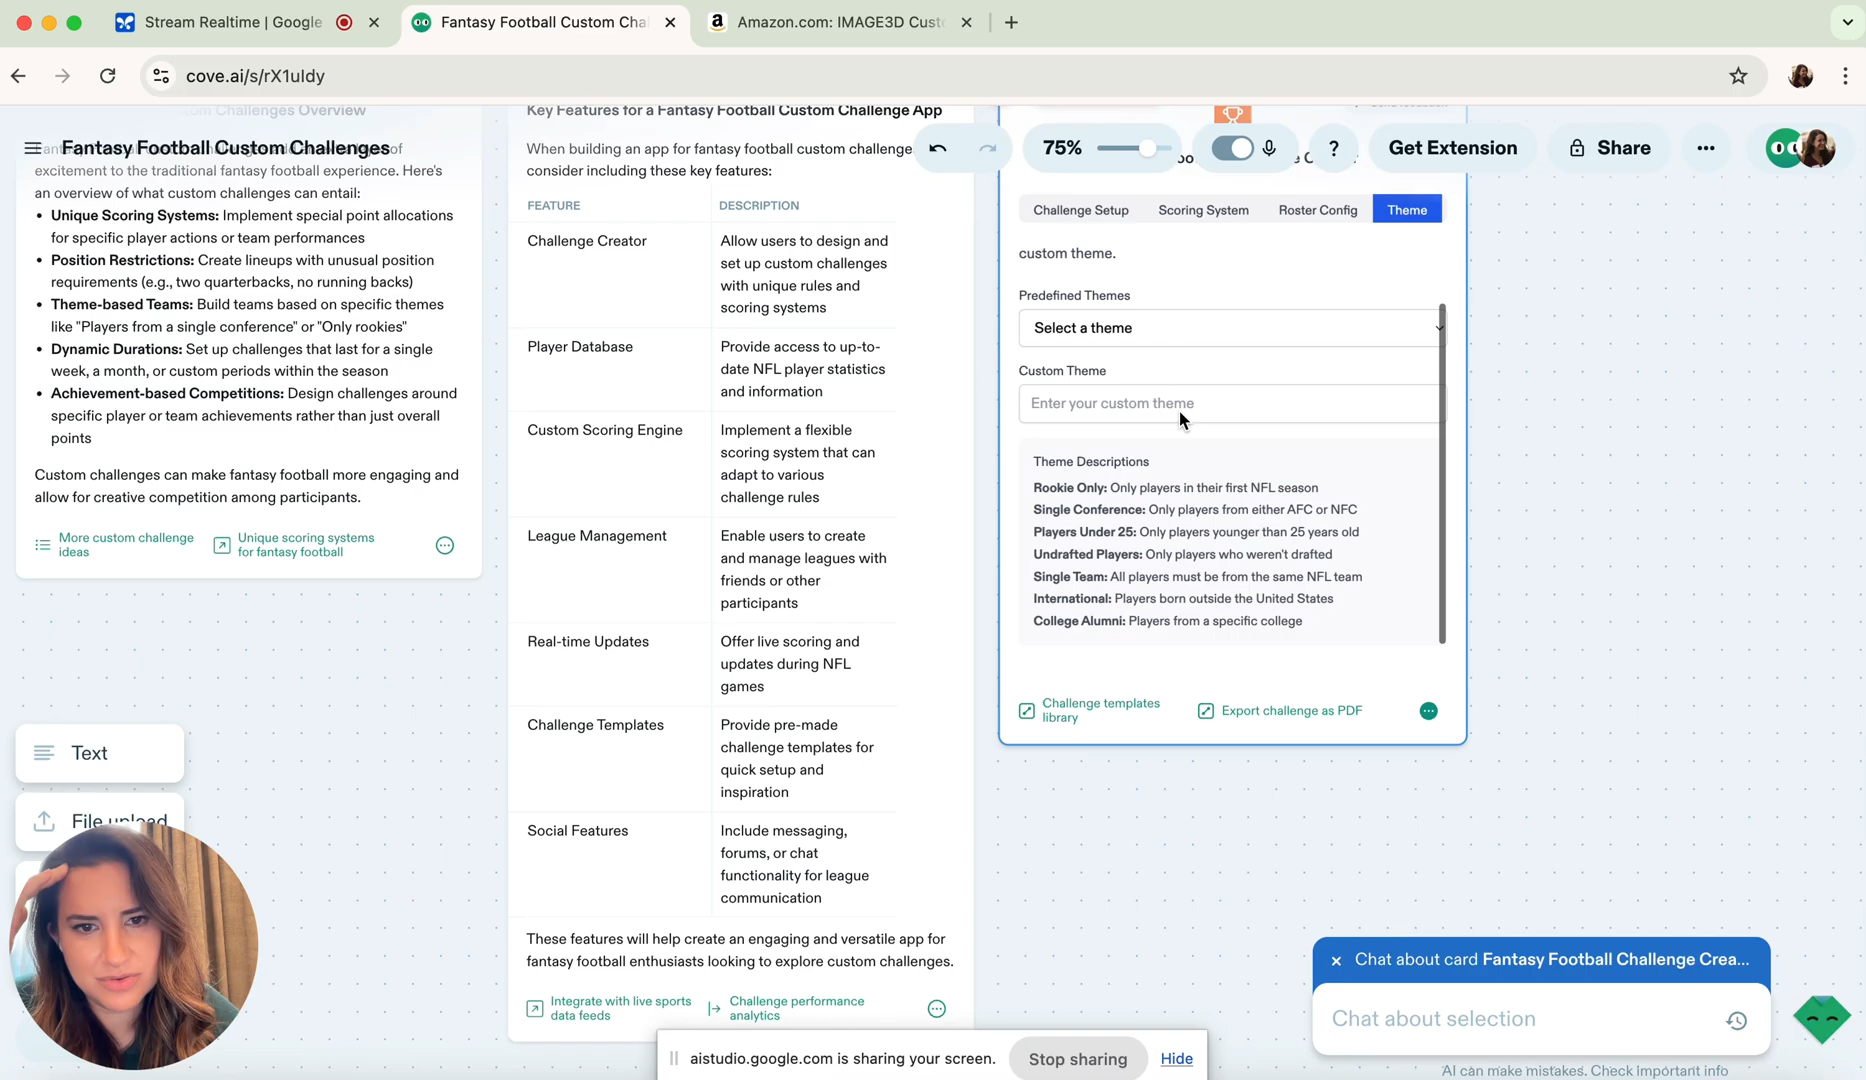 Stream Realtime | Google
Fantasy Football Custom Cha
Amazon.com: IMAGE3D Cust
cove.ai/s/rX1uldy
om Challenges Overview
Fantasy Football Custom Challenges
excitement to the traditional fantasy football experience. Here's
an overview of what custom challenges can entail:
• Unique Scoring Systems: Implement special point allocations
for specific player actions or team performances
• Position Restrictions: Create lineups with unusual position
requirements (e.g., two quarterbacks, no running backs)
• Theme-based Teams: Build teams based on specific themes
like "Players from a single conference" or "Only rookies"
• Dynamic Durations: Set up challenges that last for a single
week, a month, or custom periods within the season
• Achievement-based Competitions: Design challenges around
specific player or team achievements rather than just overall
points
Custom challenges can make fantasy football more engaging and
allow for creative competition among participants.
More custom challenge
ideas
Unique scoring systems
for fantasy football
Text
File upload
Key Features for a Fantasy Football Custom Challenge App
When building an app for fantasy football custom challenge
consider including these key features:
FEATURE DESCRIPTION
Challenge Creator
Allow users to design and
set up custom challenges
with unique rules and
scoring systems
Player Database
Provide access to up-to-
date NFL player statistics
and information
Custom Scoring Engine
Implement a flexible
scoring system that can
adapt to various
challenge rules
League Management
Enable users to create
and manage leagues with
friends or other
participants
Real-time Updates
Offer live scoring and
updates during NFL
games
Challenge Templates
Provide pre-made
challenge templates for
quick setup and
inspiration
Social Features
Include messaging,
forums, or chat
functionality for league
communication
These features will help create an engaging and versatile app for
fantasy football enthusiasts looking to explore custom challenges.
Integrate with live sports
data feeds
Challenge performance
analytics
75%
?
Get Extension
Share
Challenge Setup
Scoring System
Roster Config
Theme
custom theme.
Predefined Themes
Select a theme
Custom Theme
Enter your custom theme
Theme Descriptions
Rookie Only: Only players in their first NFL season
Single Conference: Only players from either AFC or NFC
Players Under 25: Only players younger than 25 years old
Undrafted Players: Only players who weren't drafted
Single Team: All players must be from the same NFL team
International: Players born outside the United States
College Alumni: Players from a specific college
Challenge templates
library
Export challenge as PDF
Chat about card Fantasy Football Challenge Crea...
Chat about selection
AI can make mistakes. Check important info
aistudio.google.com is sharing your screen.
Stop sharing
Hide